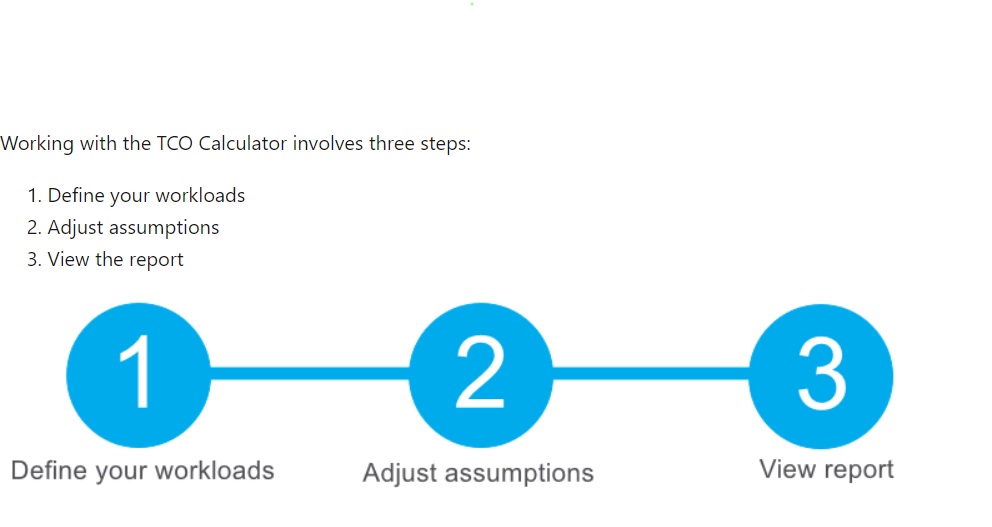 Working with the TCO Calculator involves three steps:
1. Define your workloads
2. Adjust assumptions
3. View the report
1 2 3
Define your workloads Adjust assumptions View report